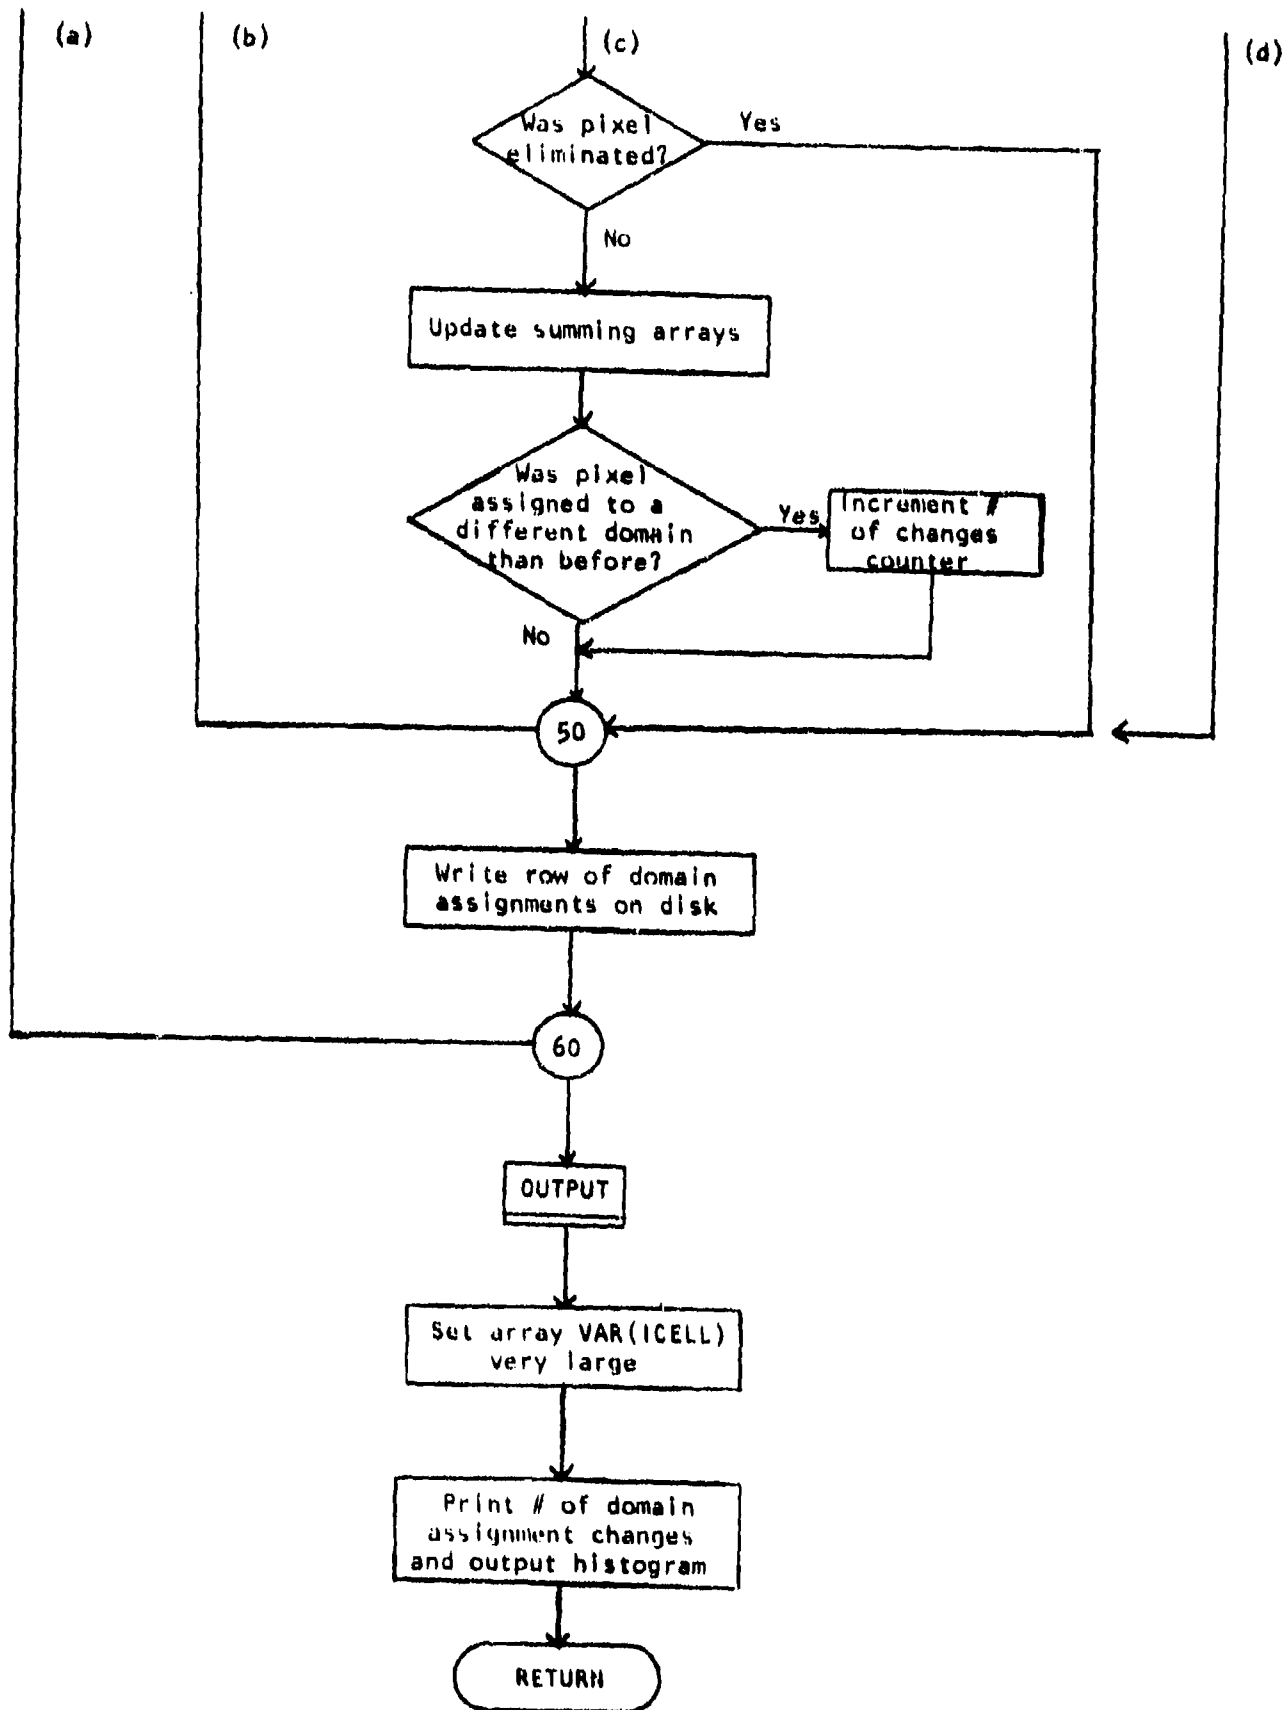 (a)
(b)
(c)
(d)
Was pixel
eliminated?
Yes
No
Update summing arrays
Was pixel
assigned to a
different domain
than before?
Yes
Increment #
of changes
counter
No
50
Write row of domain
assignments on disk
60
OUTPUT
Set array VAR(ICELL)
very large
Print # of domain
assignment changes
and output histogram
RETURN